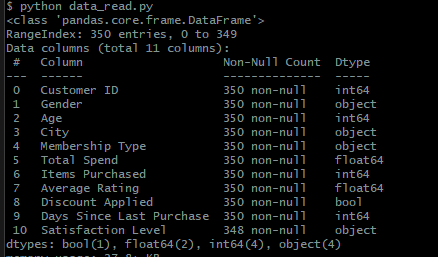 $ python data_read.py
<class 'pandas.core.frame.DataFrame'>
RangeIndex: 350 entries, 0 to 349
Data columns (total 11 columns):
 #   Column                    Non-Null Count  Dtype
---  ------                    --------------  -----
 0   Customer ID               350 non-null    int64
 1   Gender                    350 non-null    object
 2   Age                       350 non-null    int64
 3   City                      350 non-null    object
 4   Membership Type           350 non-null    object
 5   Total Spend               350 non-null    float64
 6   Items Purchased           350 non-null    int64
 7   Average Rating            350 non-null    float64
 8   Discount Applied          350 non-null    bool
 9   Days Since Last Purchase  350 non-null    int64
 10  Satisfaction Level        348 non-null    object
dtypes: bool(1), float64(2), int64(4), object(4)